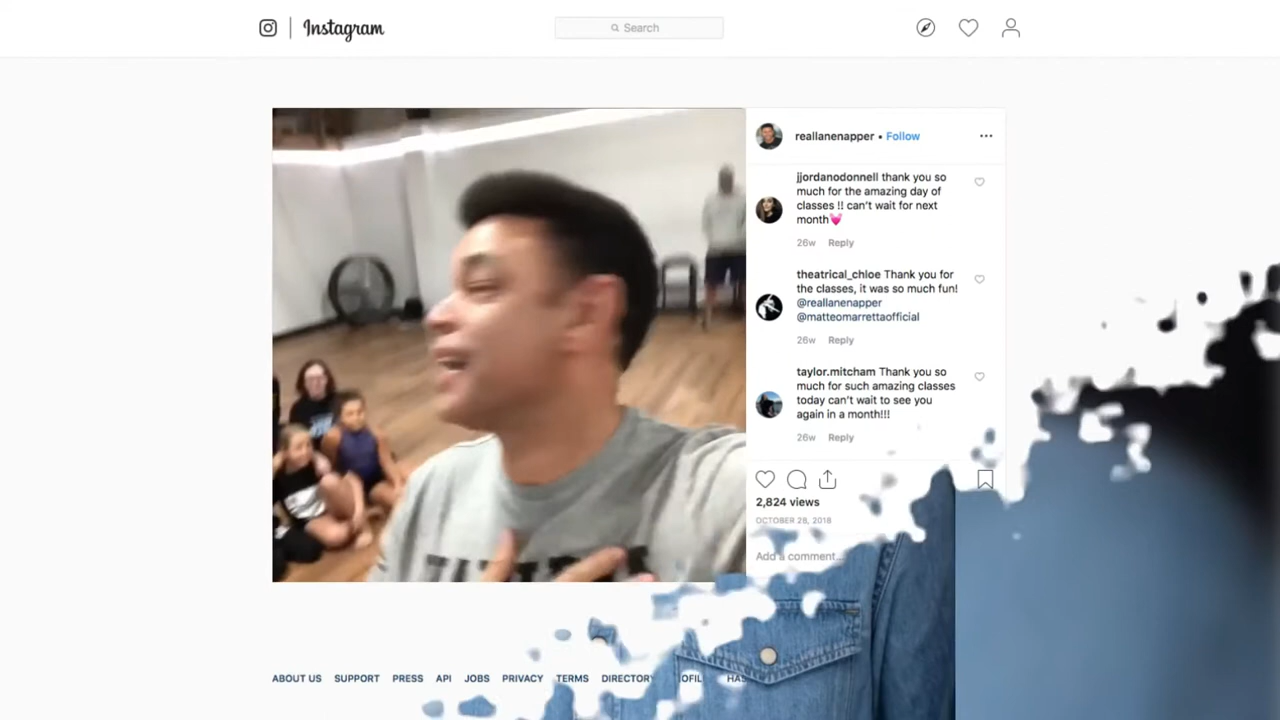 Instagram
Search
reallanenapper • Follow
jjordanodonnell thank you so
much for the amazing day of
classes !! can't wait for next
month💓
26w Reply
theatrical_chloe Thank you for
the classes, it was so much fun!
@reallanenapper
@matteomarrettaofficial
26w Reply
taylor.mitcham Thank you so
much for such amazing classes
today can't wait to see you
again in a month!!!
26w Reply
2,824 views
OCTOBER 28, 2018
Add a comment...
ABOUT US SUPPORT PRESS API JOBS PRIVACY TERMS DIRECTORY